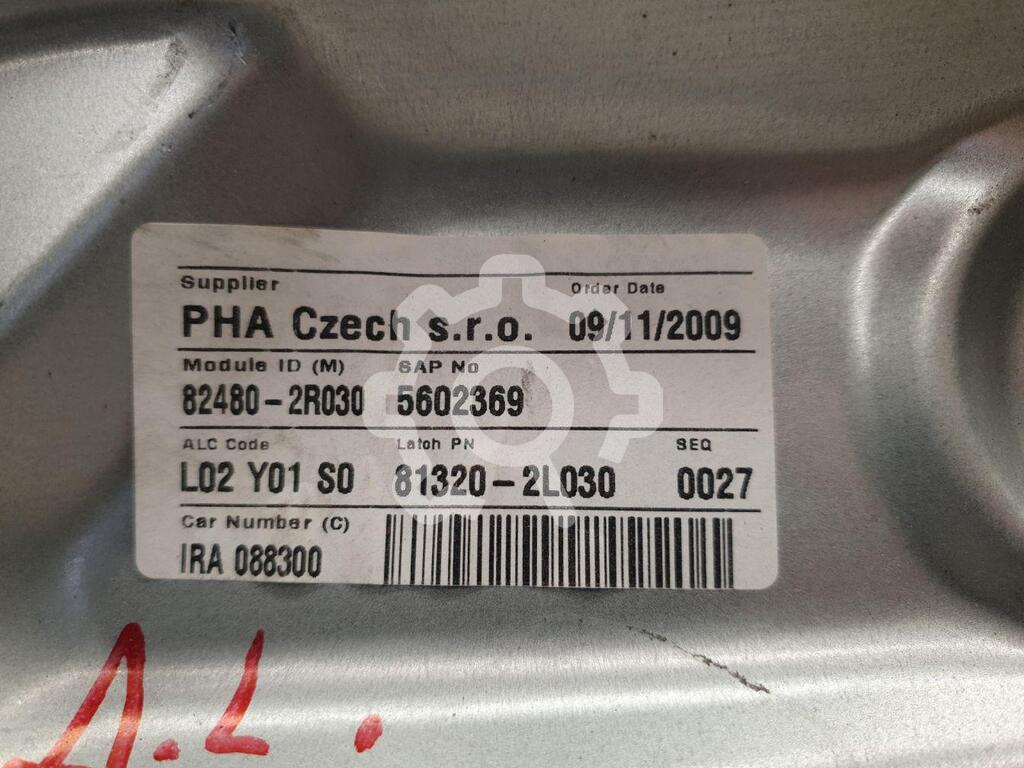 Supplier Order Date
PHA Czech s.r.o. 09/11/2009
Module ID (M) SAP No
82480-2R030 5602369
ALC Code Latch PN SEQ
L02 Y01 S0 81320-2L030 0027
Car Number (C)
IRA 088300